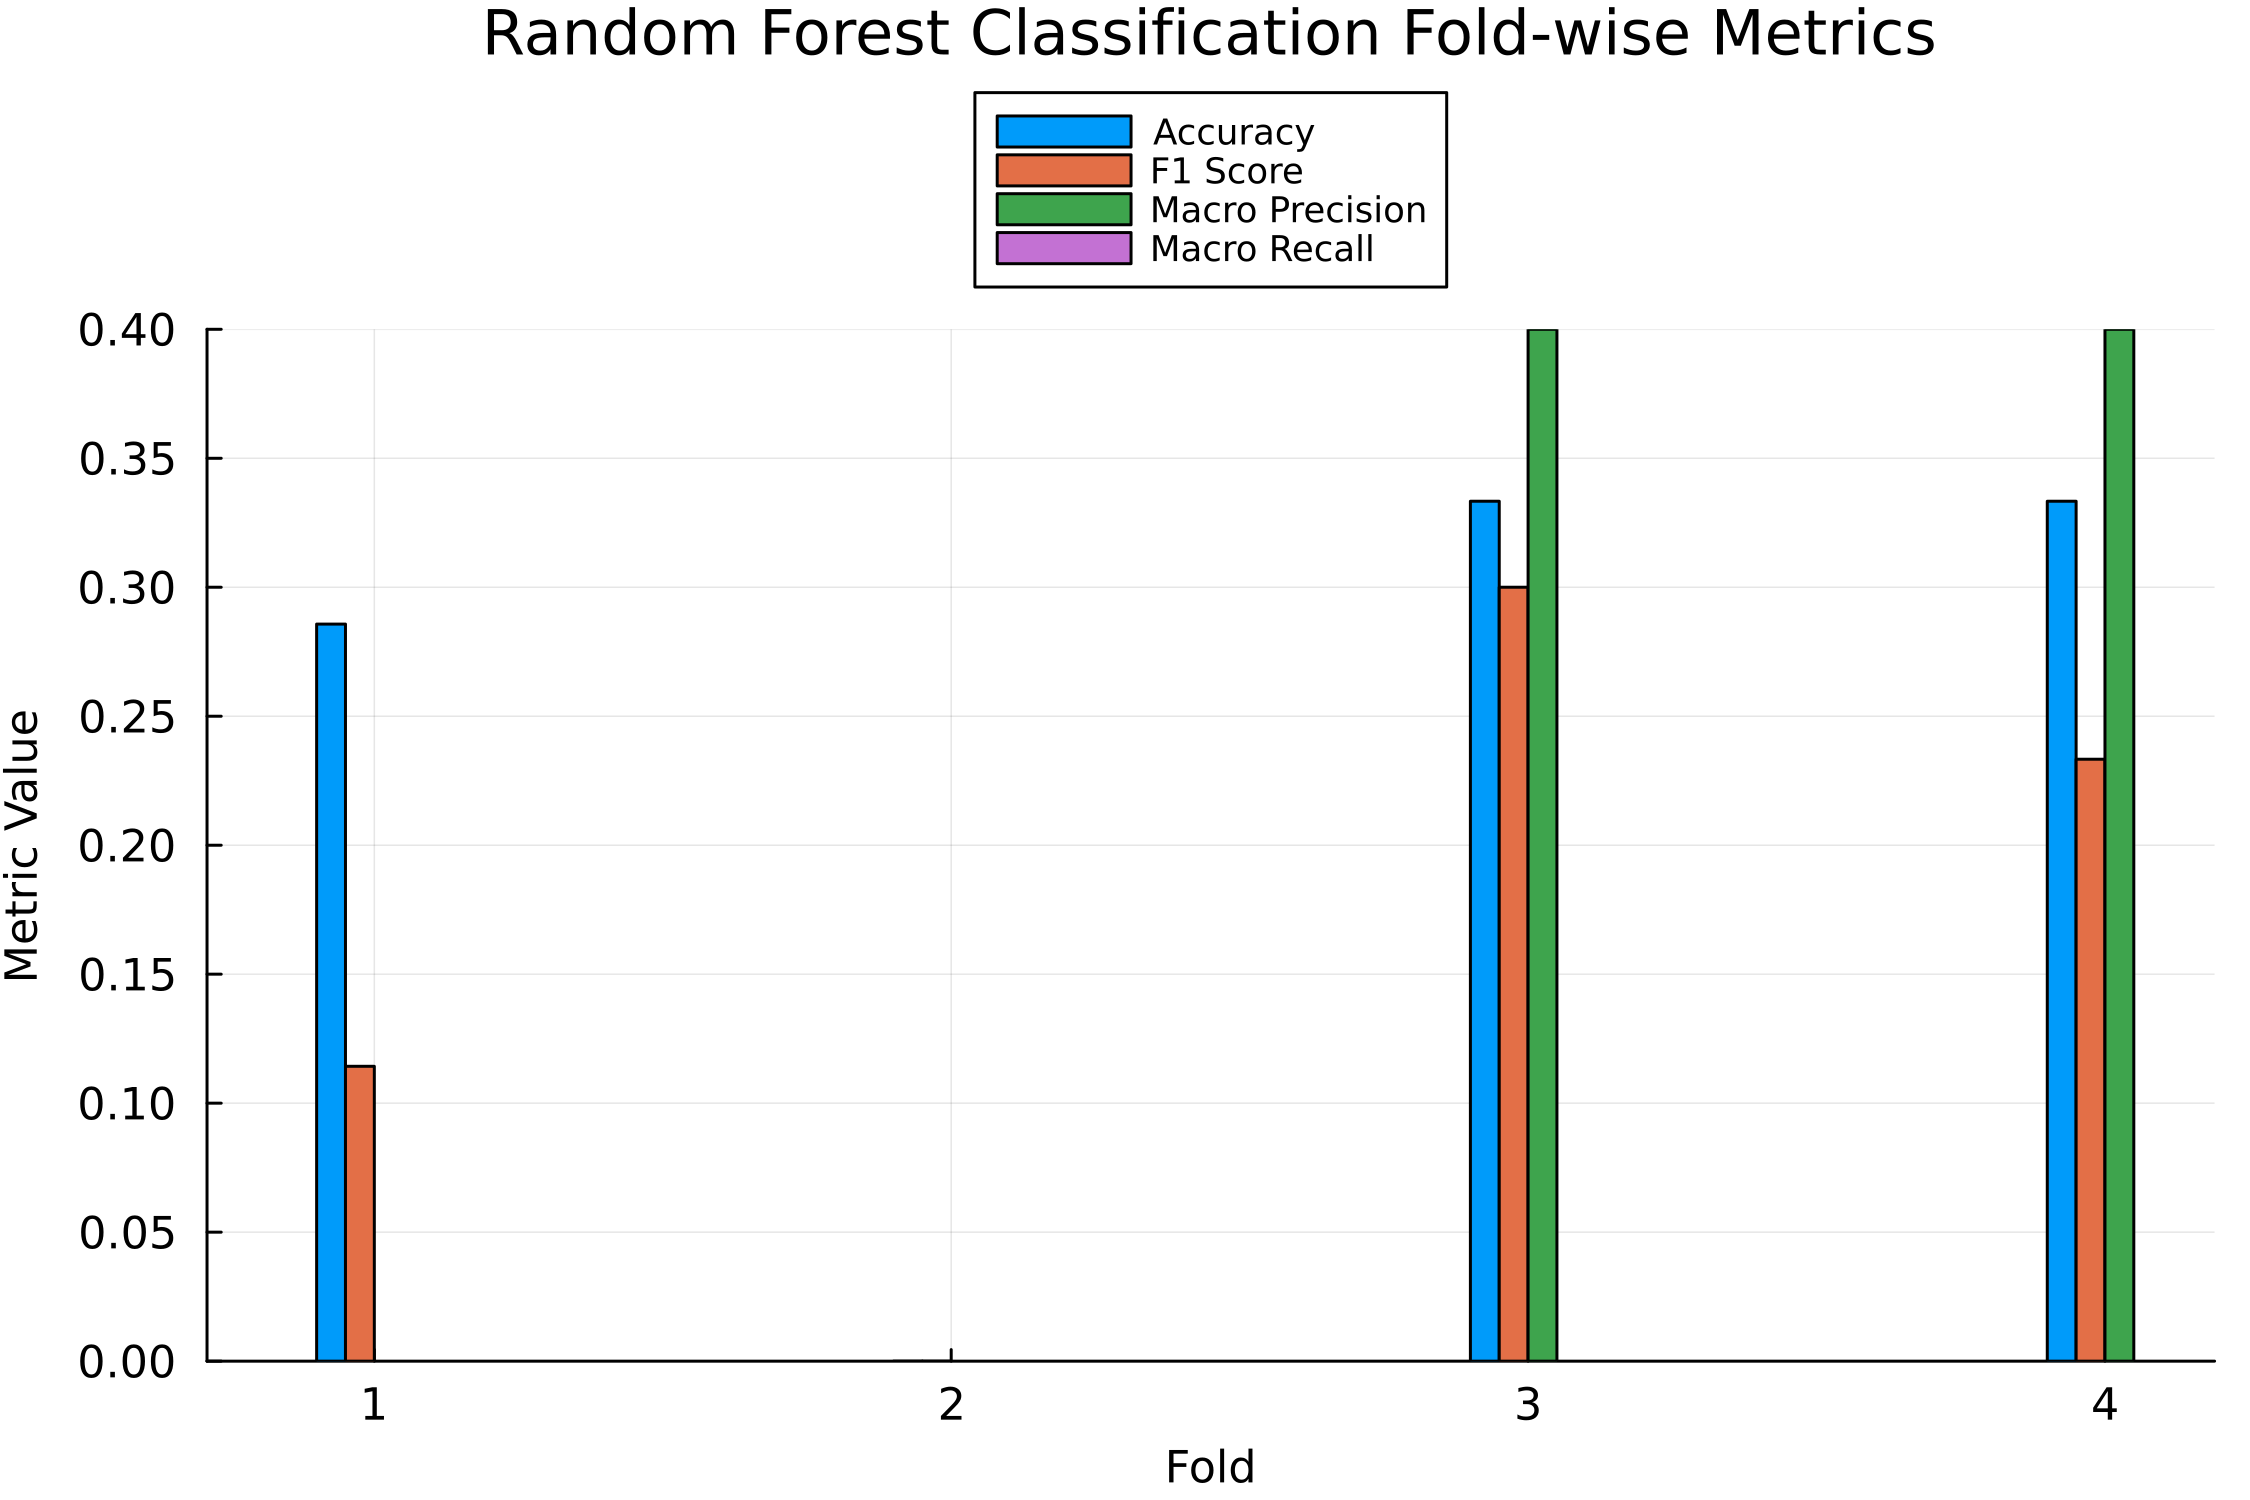 Random Forest Classification Fold-wise Metrics
Accuracy
F1 Score
Macro Precision
Macro Recall
0.40
0.35
0.30
0.25
0.20
0.15
0.10
0.05
0.00
Metric Value
1 2 3 4
Fold